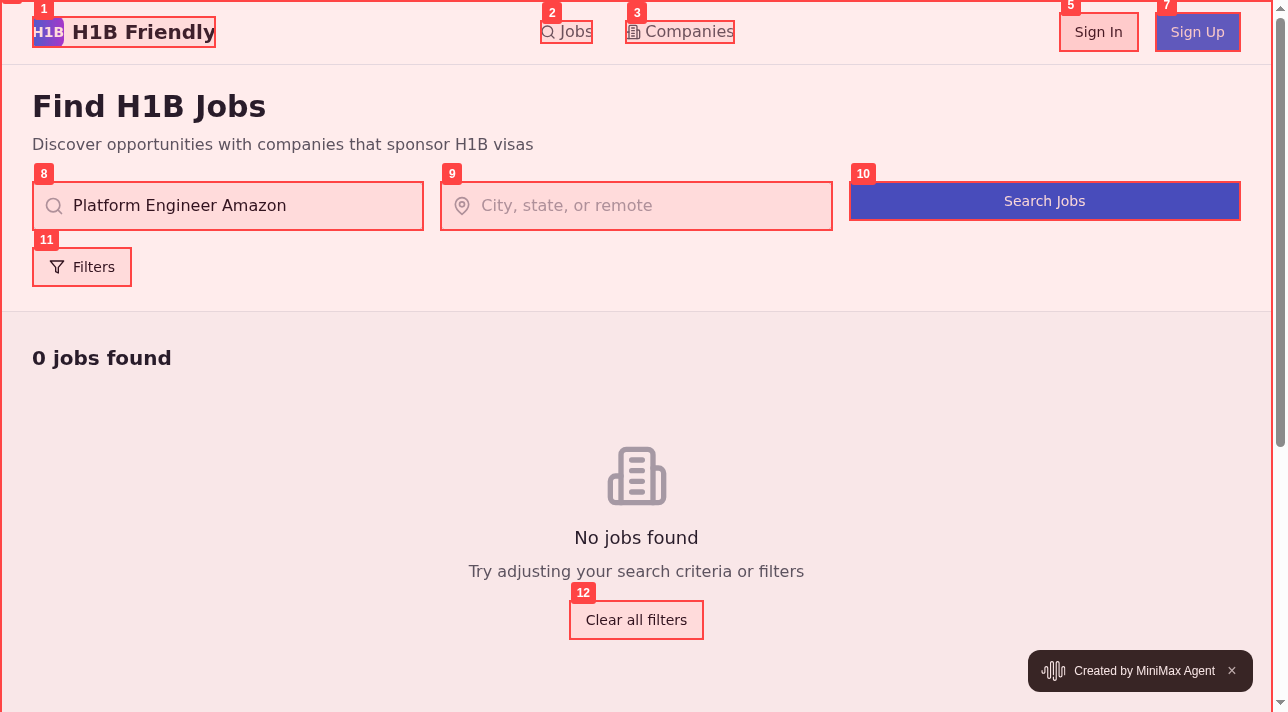 1
2
3
5
7
H1B
H1B Friendly
Jobs
Companies
Sign In
Sign Up
Find H1B Jobs
Discover opportunities with companies that sponsor H1B visas
8
9
10
Platform Engineer Amazon
City, state, or remote
Search Jobs
11
Filters
0 jobs found
No jobs found
Try adjusting your search criteria or filters
12
Clear all filters
Created by MiniMax Agent ×